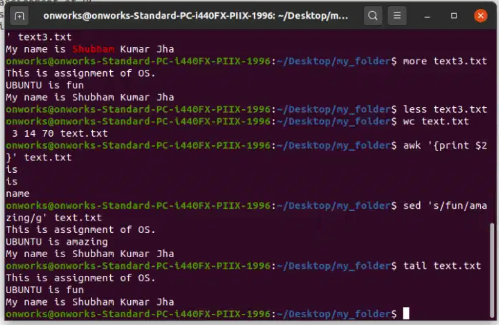 onworks@onworks-Standard-PC-i440FX-PIIX-1996: ~/Desktop/m...
' text3.txt
My name is Shubham Kumar Jha
onworks@onworks-Standard-PC-i440FX-PIIX-1996:~/Desktop/my_folder$ more text3.txt
This is assignment of OS.
UBUNTU is fun
My name is Shubham Kumar Jha
onworks@onworks-Standard-PC-i440FX-PIIX-1996:~/Desktop/my_folder$ less text3.txt
onworks@onworks-Standard-PC-i440FX-PIIX-1996:~/Desktop/my_folder$ wc text.txt
 3 14 70 text.txt
onworks@onworks-Standard-PC-i440FX-PIIX-1996:~/Desktop/my_folder$ awk '{print $2
}' text.txt
is
is
name
onworks@onworks-Standard-PC-i440FX-PIIX-1996:~/Desktop/my_folder$ sed 's/fun/ama
zing/g' text.txt
This is assignment of OS.
UBUNTU is amazing
My name is Shubham Kumar Jha
onworks@onworks-Standard-PC-i440FX-PIIX-1996:~/Desktop/my_folder$ tail text.txt
This is assignment of OS.
UBUNTU is fun
My name is Shubham Kumar Jha
onworks@onworks-Standard-PC-i440FX-PIIX-1996:~/Desktop/my_folder$